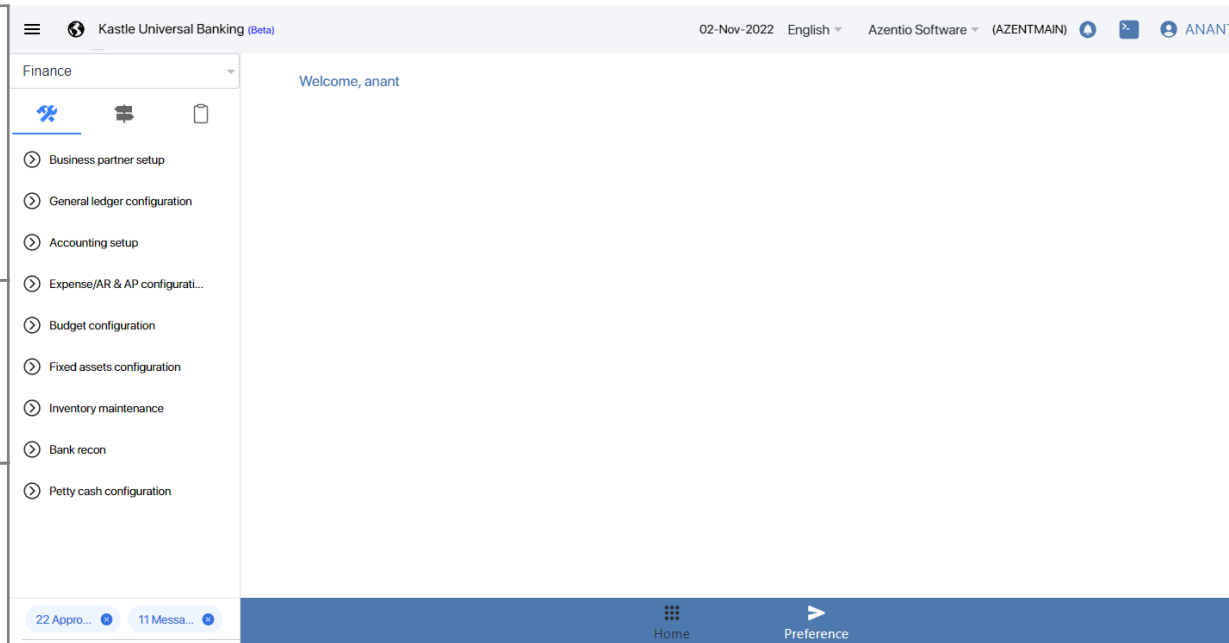 Kastle Universal Banking (Beta)
02-Nov-2022 English Azentio Software (AZENTMAIN) ANANT
Finance
Welcome, anant
Business partner setup
General ledger configuration
Accounting setup
Expense/AR & AP configurati...
Budget configuration
Fixed assets configuration
Inventory maintenance
Bank recon
Petty cash configuration
22 Appro... 11 Messa...
Home Preference